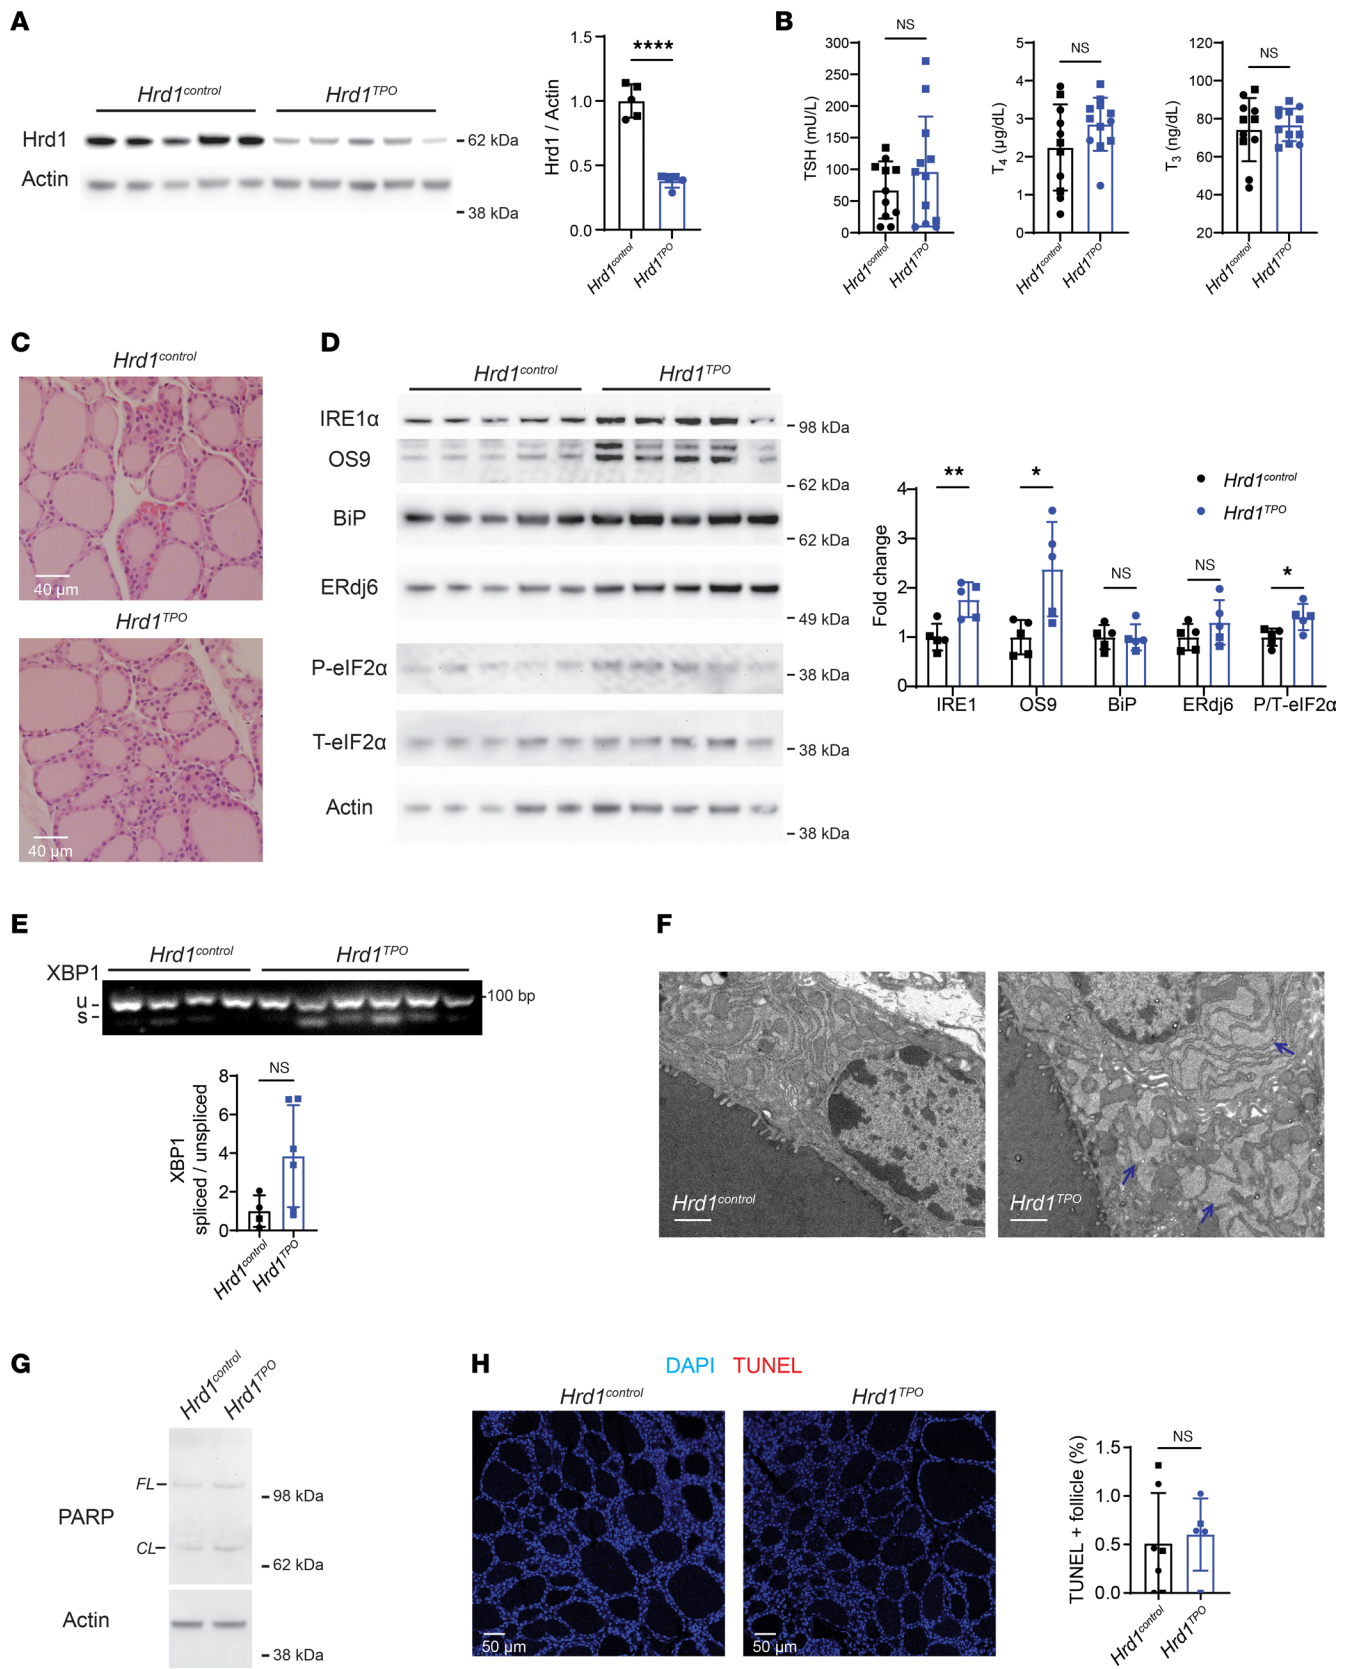 A
Hrd1control
Hrd1TPO
Hrd1
Actin
62 kDa
38 kDa
Hrd1 / Actin
1.5
1.0
0.5
0.0
****
Hrd1control
Hrd1TPO
B
TSH (mU/L)
300
250
200
150
100
50
0
NS
Hrd1control
Hrd1TPO
T4 (µg/dL)
5
4
3
2
1
0
NS
Hrd1control
Hrd1TPO
T3 (ng/dL)
120
100
80
60
40
20
NS
Hrd1control
Hrd1TPO
C
Hrd1control
40 µm
Hrd1TPO
40 µm
D
Hrd1control
Hrd1TPO
IRE1α
98 kDa
OS9
62 kDa
BiP
62 kDa
ERdj6
49 kDa
P-eIF2α
38 kDa
T-eIF2α
38 kDa
Actin
38 kDa
Fold change
4
3
2
1
0
**
*
NS
NS
*
Hrd1control
Hrd1TPO
IRE1
OS9
BiP
ERdj6
P/T-eIF2α
E
Hrd1control
Hrd1TPO
XBP1
u
s
100 bp
XBP1
spliced / unspliced
8
6
4
2
0
NS
Hrd1control
Hrd1TPO
F
Hrd1control
Hrd1TPO
G
Hrd1control
Hrd1TPO
FL
98 kDa
PARP
CL
62 kDa
Actin
38 kDa
H
DAPI TUNEL
Hrd1control
Hrd1TPO
50 µm
50 µm
TUNEL + follicle (%)
1.5
1.0
0.5
0.0
NS
Hrd1control
Hrd1TPO